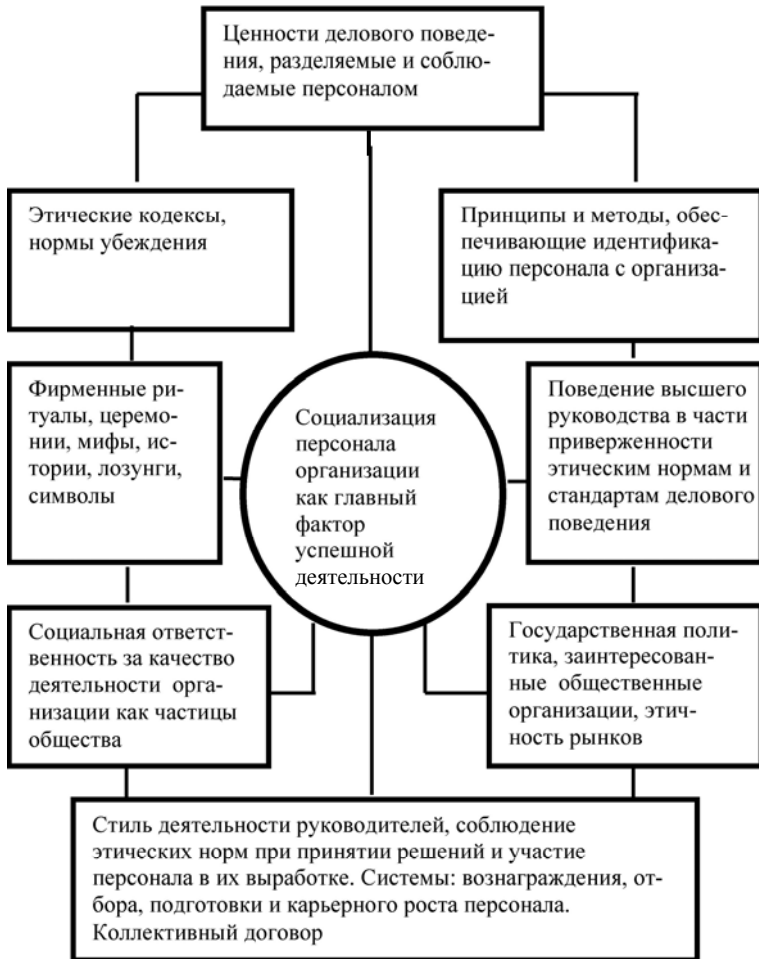 Ценности делового поведе-
ния, разделяемые и соблю-
даемые персоналом
Этические кодексы,
нормы убеждения
Принципы и методы, обес-
печивающие идентифика-
цию персонала с организа-
цией
Фирменные ри-
туалы, церемо-
нии, мифы, ис-
тории, лозунги,
символы
Социализация
персонала
организации
как главный
фактор
успешной
деятельности
Поведение высшего
руководства в части
приверженности
этическим нормам и
стандартам делового
поведения
Социальная ответст-
венность за качество
деятельности орга-
низации как частицы
общества
Государственная поли-
тика, заинтересован-
ные общественные
организации, этич-
ность рынков
Стиль деятельности руководителей, соблюдение
этических норм при принятии решений и участие
персонала в их выработке. Системы: вознаграждения, от-
бора, подготовки и карьерного роста персонала.
Коллективный договор